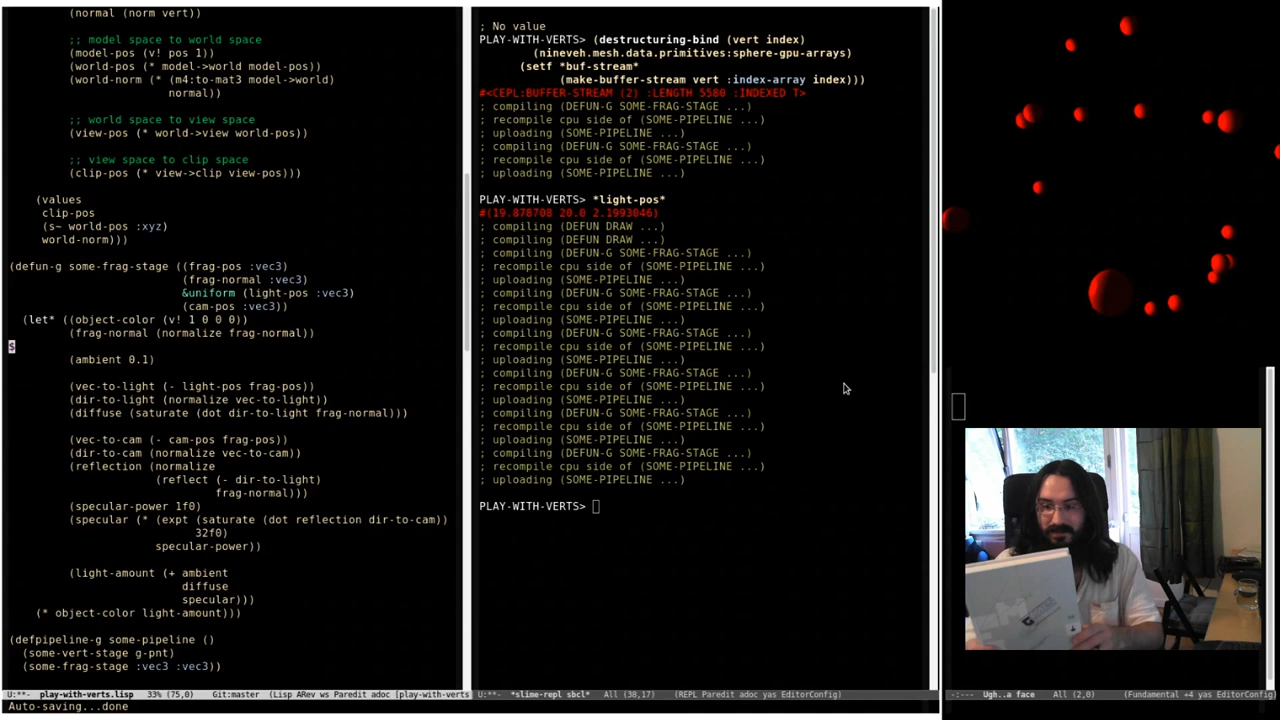 (normal (norm vert))
;; model space to world space
(model-pos (v! pos 1))
(world-pos (* model->world model-pos))
(world-norm (* (m4:to-mat3 model->world)
normal))
;; world space to view space
(view-pos (* world->view world-pos))
;; view space to clip space
(clip-pos (* view->clip view-pos)))
(values
clip-pos
(s~ world-pos :xyz)
world-norm)))
(defun-g some-frag-stage ((frag-pos :vec3)
(frag-normal :vec3)
&uniform (light-pos :vec3)
(cam-pos :vec3))
(let* ((object-color (v! 1 0 0 0))
(frag-normal (normalize frag-normal))
$
(ambient 0.1)
(vec-to-light (- light-pos frag-pos))
(dir-to-light (normalize vec-to-light))
(diffuse (saturate (dot dir-to-light frag-normal)))
(vec-to-cam (- cam-pos frag-pos))
(dir-to-cam (normalize vec-to-cam))
(reflection (normalize
(reflect (- dir-to-light)
frag-normal)))
(specular-power 1f0)
(specular (* (expt (saturate (dot reflection dir-to-cam))
32f0)
specular-power))
(light-amount (+ ambient
diffuse
specular)))
(* object-color light-amount)))
(defpipeline-g some-pipeline ()
(some-vert-stage g-pnt)
(some-frag-stage :vec3 :vec3))
U:**- play-with-verts.lisp 33% (75,0) Git:master (Lisp ARev ws Paredit adoc [play-with-verts
Auto-saving...done
; No value
PLAY-WITH-VERTS> (destructuring-bind (vert index)
(nineveh.mesh.data.primitives:sphere-gpu-arrays)
(setf *buf-stream*
(make-buffer-stream vert :index-array index)))
#<CEPL:BUFFER-STREAM (2) :LENGTH 5580 :INDEXED T>
; compiling (DEFUN-G SOME-FRAG-STAGE ...)
; recompile cpu side of (SOME-PIPELINE ...)
; uploading (SOME-PIPELINE ...)
; compiling (DEFUN-G SOME-FRAG-STAGE ...)
; recompile cpu side of (SOME-PIPELINE ...)
; uploading (SOME-PIPELINE ...)
PLAY-WITH-VERTS> *light-pos*
#(19.878708 20.0 2.1993046)
; compiling (DEFUN DRAW ...)
; compiling (DEFUN DRAW ...)
; compiling (DEFUN-G SOME-FRAG-STAGE ...)
; recompile cpu side of (SOME-PIPELINE ...)
; uploading (SOME-PIPELINE ...)
; compiling (DEFUN-G SOME-FRAG-STAGE ...)
; recompile cpu side of (SOME-PIPELINE ...)
; uploading (SOME-PIPELINE ...)
; compiling (DEFUN-G SOME-FRAG-STAGE ...)
; recompile cpu side of (SOME-PIPELINE ...)
; uploading (SOME-PIPELINE ...)
; compiling (DEFUN-G SOME-FRAG-STAGE ...)
; recompile cpu side of (SOME-PIPELINE ...)
; uploading (SOME-PIPELINE ...)
; compiling (DEFUN-G SOME-FRAG-STAGE ...)
; recompile cpu side of (SOME-PIPELINE ...)
; uploading (SOME-PIPELINE ...)
; compiling (DEFUN-G SOME-FRAG-STAGE ...)
; recompile cpu side of (SOME-PIPELINE ...)
; uploading (SOME-PIPELINE ...)
PLAY-WITH-VERTS>
U:**- *slime-repl sbcl* All (38,17) (REPL Paredit adoc yas EditorConfig)
-:--- Ugh..a face All (2,0) (Fundamental +4 yas EditorConfig)